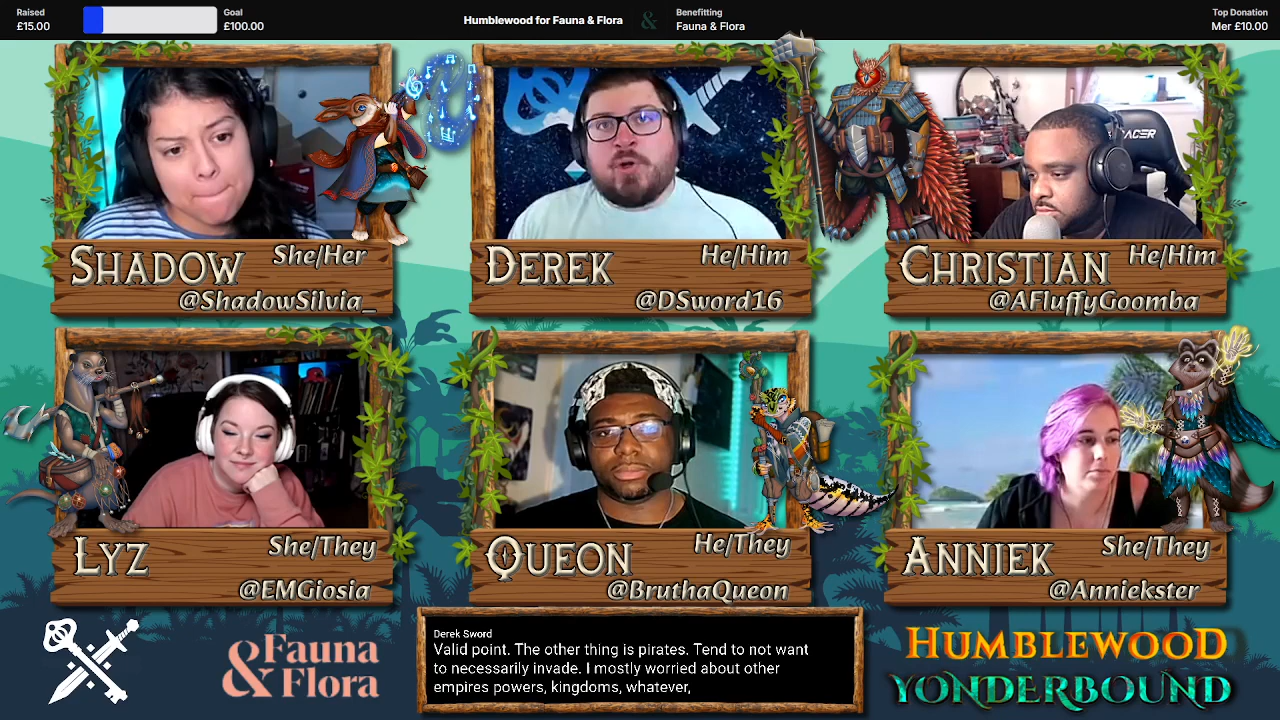 Raised
£15.00
Goal
£100.00
Humblewood for Fauna & Flora
&
Benefitting
Fauna & Flora
Top Donation
Mer £10.00
Shadow
She/Her
@ShadowSilvia_
Derek
He/Him
@DSword16
ACER
Christian
He/Him
@AFluffyGoomba
Lyz
She/They
@EMGiosia
Queon
He/They
@BruthaQueon
Anniek
She/They
@Annieksster
Fauna
& Flora
Derek Sword
Valid point. The other thing is pirates. Tend to not want
to necessarily invade. I mostly worried about other
empires powers, kingdoms, whatever,
Humblewood
Yonderbound